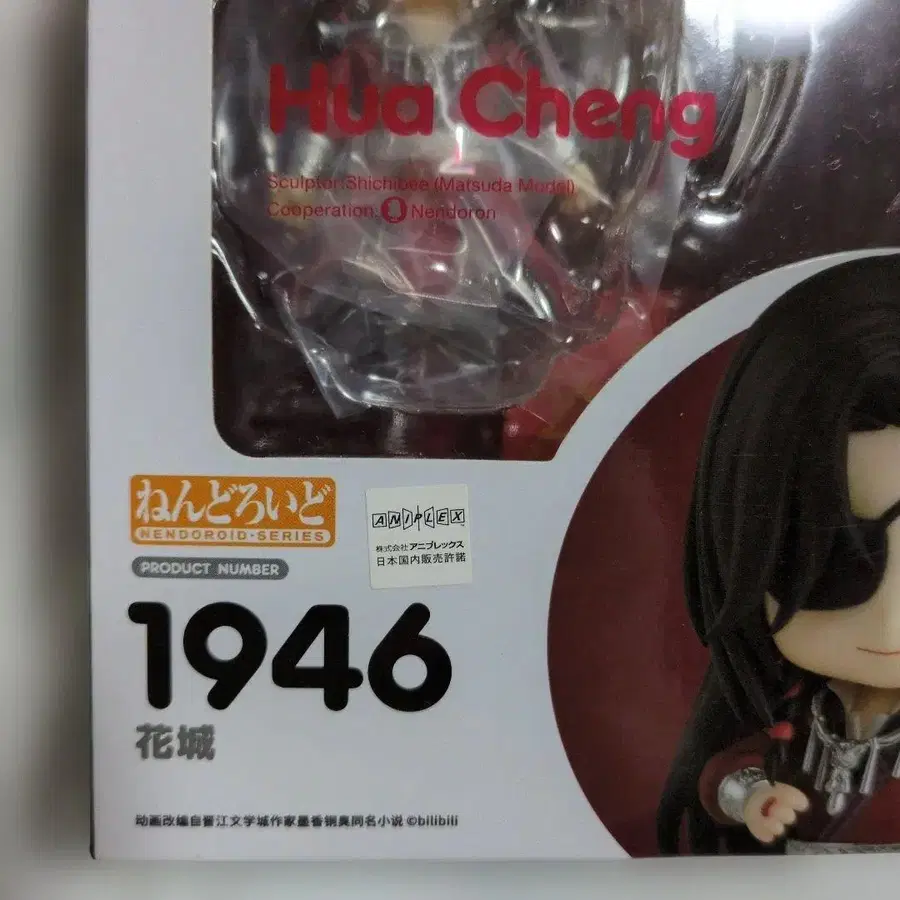 Hua Cheng
Sculptor:Shichibee (Matsuda Model)
Cooperation: Nendoron
ねんどろいど
NENDOROID·SERIES
PRODUCT NUMBER
1946
花城
ANIPLEX
株式会社アニプレックス
日本国内販売許諾
动画改编自晋江文学城作家墨香铜臭同名小说 ©bilibili